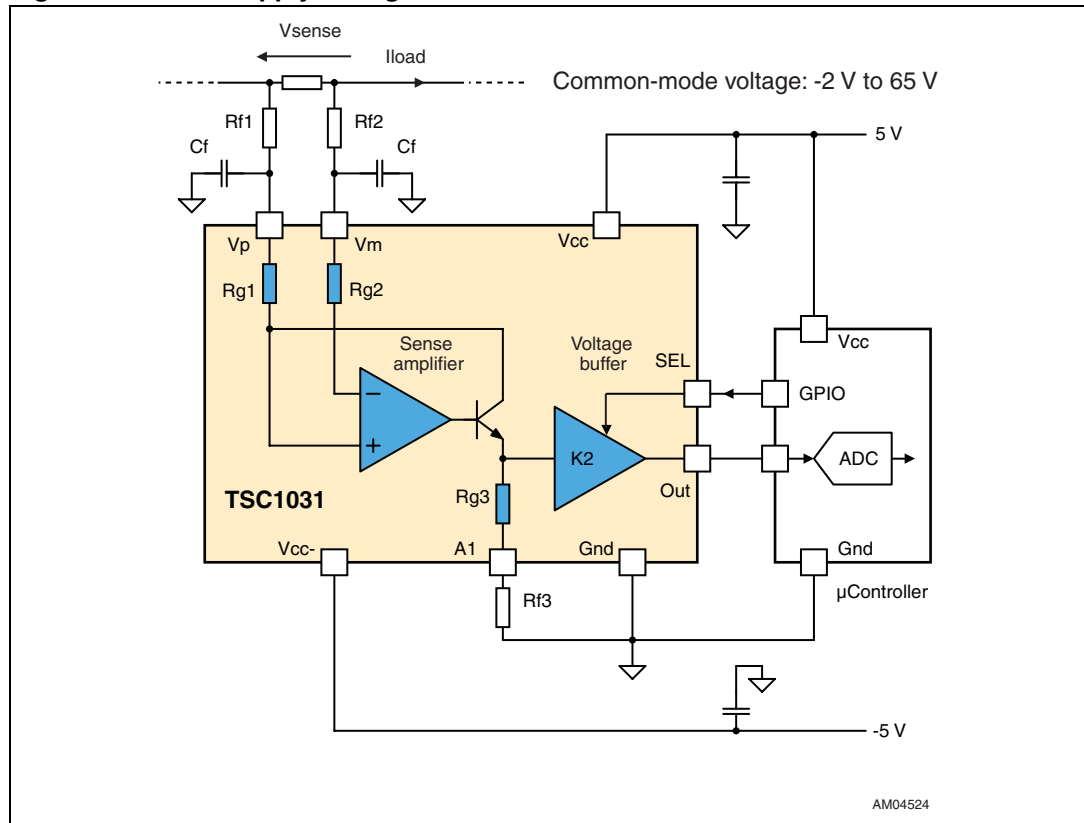 Vsense
Iload
Common-mode voltage: -2 V to 65 V
Rf1
Rf2
5 V
Cf
Cf
Vp
Vm
Vcc
Rg1
Rg2
Vcc
Sense
amplifier
Voltage
buffer
SEL
GPIO
−
+
K2
ADC
Out
Rg3
TSC1031
Vcc-
A1
Gnd
Gnd
Rf3
µController
-5 V
AM04524